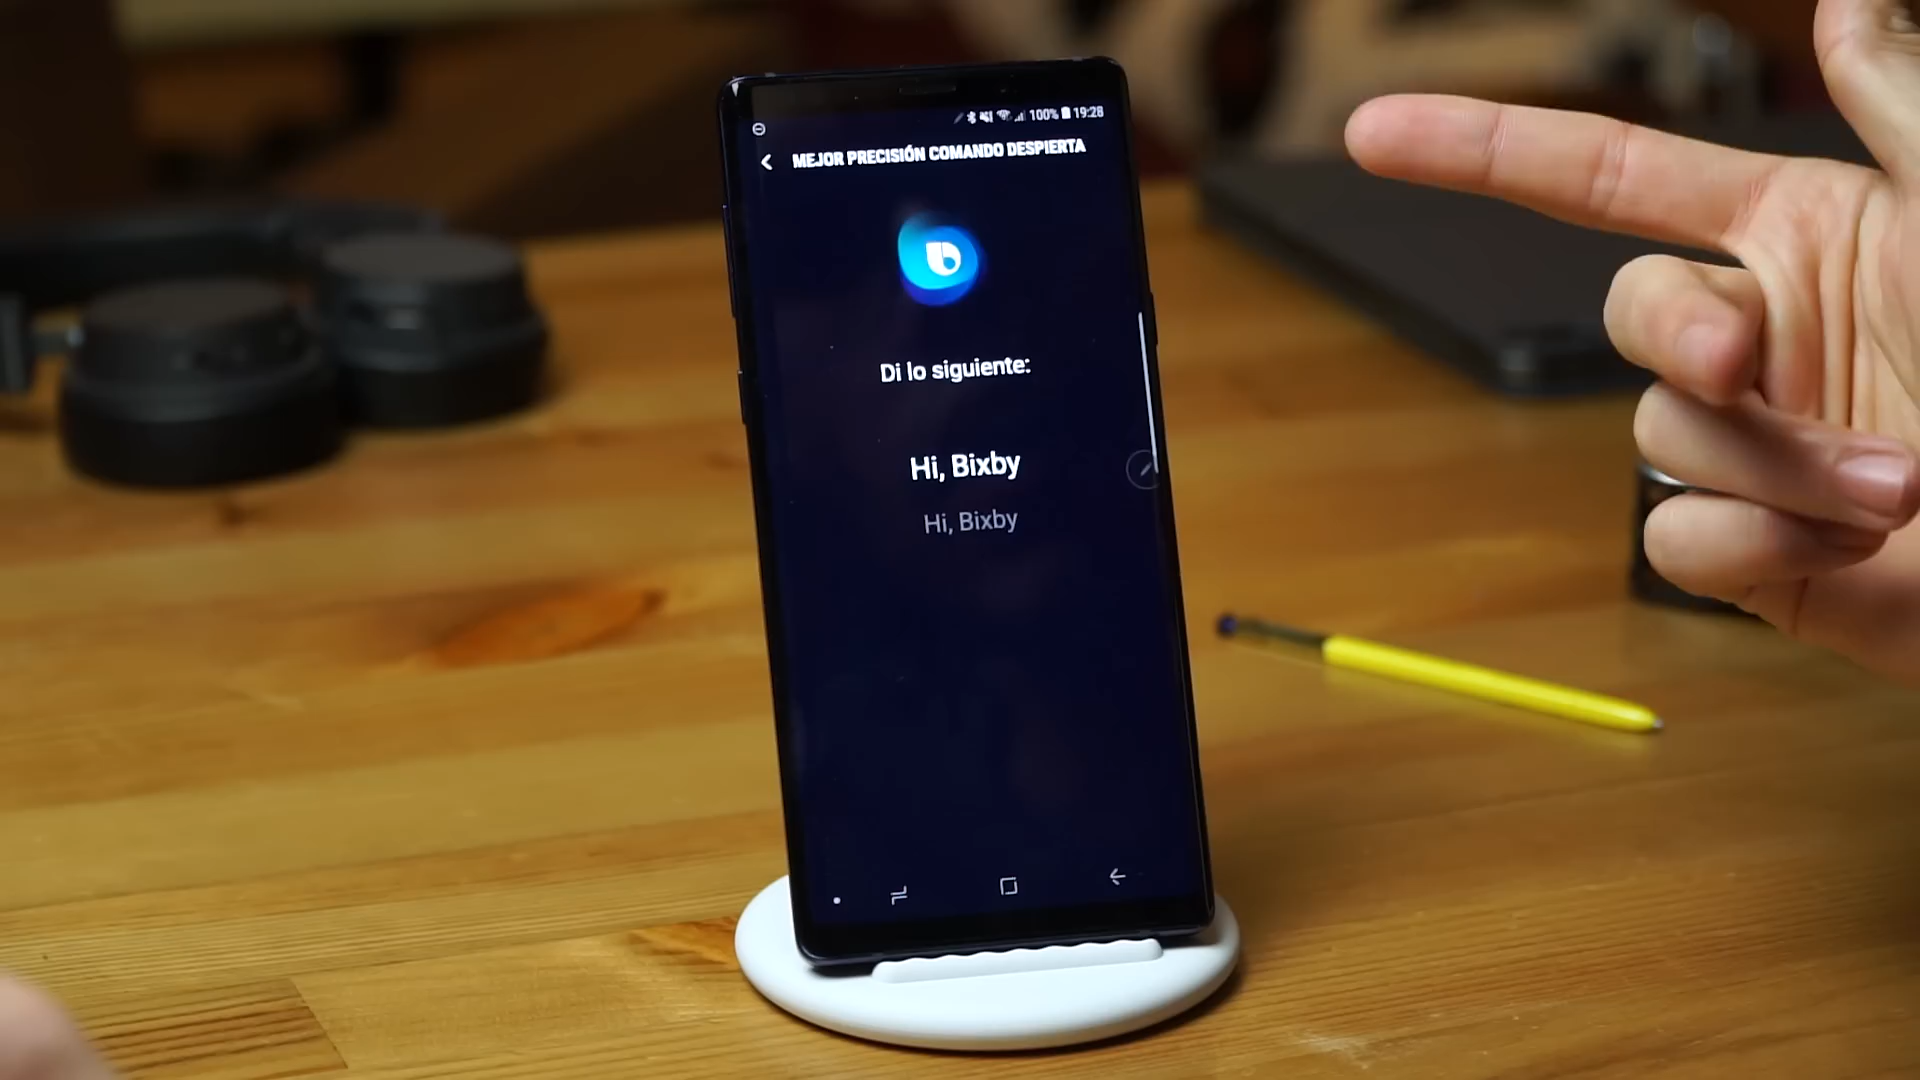 100% 19:28
MEJOR PRECISIÓN COMANDO DESPIERTA
Di lo siguiente:
Hi, Bixby
Hi, Bixby